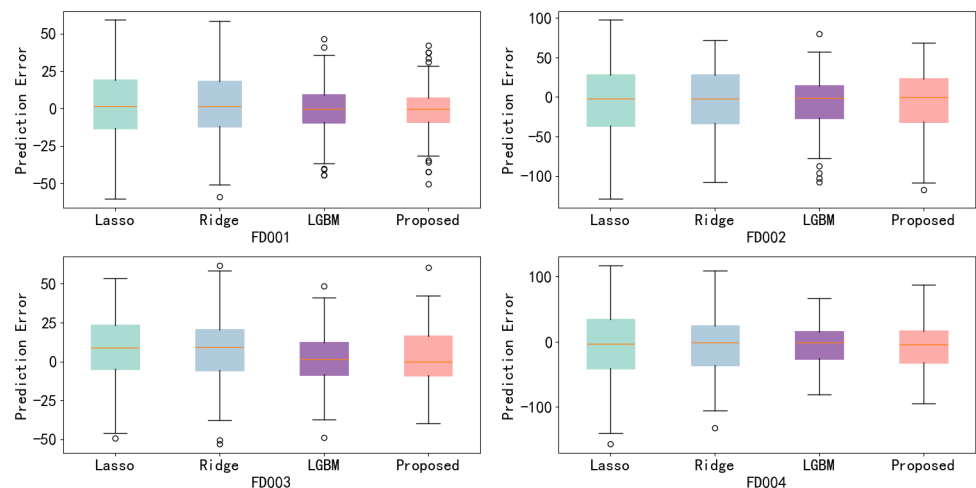 Prediction Error
50
25
0
−25
−50
Lasso Ridge LGBM Proposed
FD001
Prediction Error
100
50
0
−50
−100
Lasso Ridge LGBM Proposed
FD002
Prediction Error
50
25
0
−25
−50
Lasso Ridge LGBM Proposed
FD003
Prediction Error
100
0
−100
Lasso Ridge LGBM Proposed
FD004